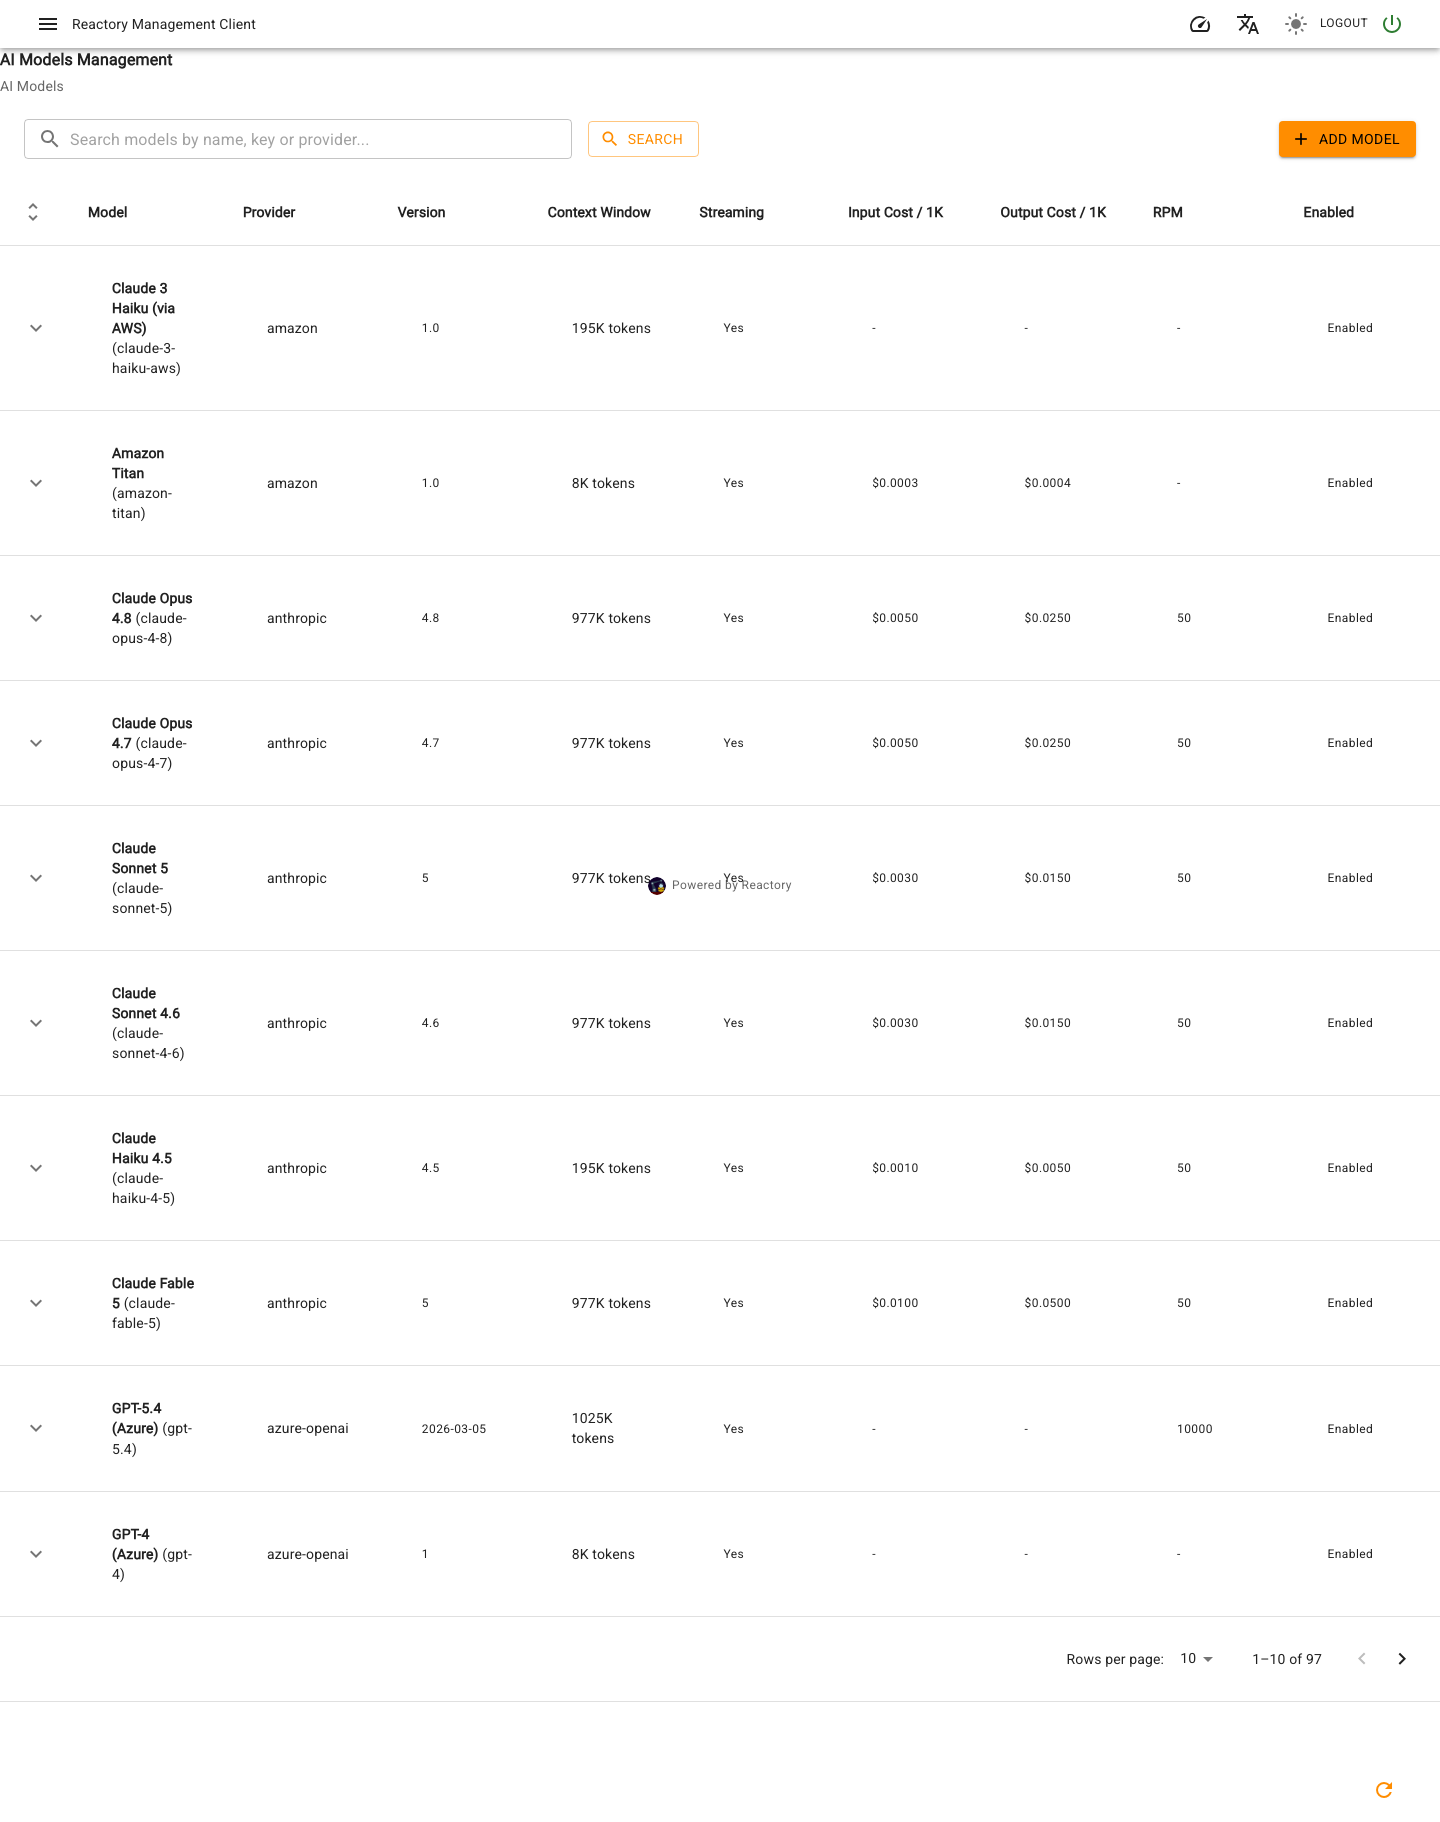 Reactory Management Client
LOGOUT
AI Models Management
AI Models
Search models by name, key or provider...
SEARCH
ADD MODEL
Model Provider Version Context Window Streaming Input Cost / 1K Output Cost / 1K RPM Enabled
Claude 3
Haiku (via
AWS)
(claude-3-
haiku-aws)
amazon 1.0 195K tokens Yes - - - Enabled
Amazon
Titan
(amazon-
titan)
amazon 1.0 8K tokens Yes $0.0003 $0.0004 - Enabled
Claude Opus
4.8 (claude-
opus-4-8)
anthropic 4.8 977K tokens Yes $0.0050 $0.0250 50 Enabled
Claude Opus
4.7 (claude-
opus-4-7)
anthropic 4.7 977K tokens Yes $0.0050 $0.0250 50 Enabled
Claude
Sonnet 5
(claude-
sonnet-5)
anthropic 5 977K tokens Yes $0.0030 $0.0150 50 Enabled
Powered by Reactory
Claude
Sonnet 4.6
(claude-
sonnet-4-6)
anthropic 4.6 977K tokens Yes $0.0030 $0.0150 50 Enabled
Claude
Haiku 4.5
(claude-
haiku-4-5)
anthropic 4.5 195K tokens Yes $0.0010 $0.0050 50 Enabled
Claude Fable
5 (claude-
fable-5)
anthropic 5 977K tokens Yes $0.0100 $0.0500 50 Enabled
GPT-5.4
(Azure) (gpt-
5.4)
azure-openai 2026-03-05
1025K
tokens
Yes - - 10000 Enabled
GPT-4
(Azure) (gpt-
4)
azure-openai 1 8K tokens Yes - - - Enabled
Rows per page: 10 1–10 of 97